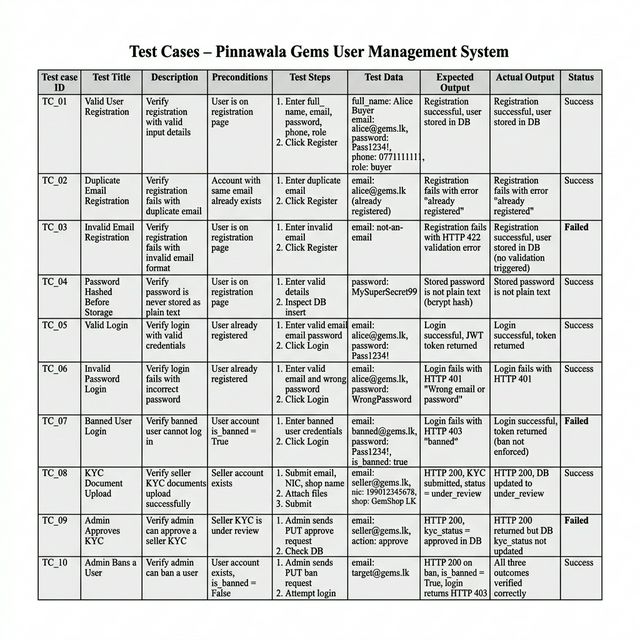 Test Cases – Pinnawala Gems User Management System
Test case ID
Test Title
Description
Preconditions
Test Steps
Test Data
Expected Output
Actual Output
Status
TC_01
Valid User
Registration
Verify
registration
with valid
input details
User is on
registration
page
1. Enter full_
name, email,
password,
phone, role
2. Click Register
full_name: Alice
Buyer
email:
alice@gems.lk,
password:
Pass1234!,
phone: 0771111111,
role: buyer
Registration
successful, user
stored in DB
Registration
successful, user
stored in DB
Success
TC_02
Duplicate
Email
Registration
Verify
registration
fails with
duplicate email
Account with
same email
already exists
1. Enter duplicate
email
2. Click Register
email:
alice@gems.lk
(already
registered)
Registration
fails with error
"already
registered"
Registration
fails with error
"already
registered"
Success
TC_03
Invalid Email
Registration
Verify
registration
fails with
invalid email
format
User is on
registration
page
1. Enter invalid
email
2. Click Register
email: not-an-
email
Registration fails
with HTTP 422
validation error
Registration
successful, user
stored in DB
(no validation
triggered)
Failed
TC_04
Password
Hashed
Before
Storage
Verify
password is
never stored as
plain text
User is on
registration
page
1. Enter valid
details
2. Inspect DB
insert
password:
MySuperSecret99
Stored password
is not plain text
(bcrypt hash)
Stored password
is not plain text
Success
TC_05
Valid Login
Verify login
with valid
credentials
User already
registered
1. Enter valid email
and password
2. Click Login
email:
alice@gems.lk,
password:
Pass1234!
Login
successful, JWT
token returned
Login
successful, token
returned
Success
TC_06
Invalid
Password
Login
Verify login
fails with
incorrect
password
User already
registered
1. Enter valid
email and wrong
password
2. Click Login
email:
alice@gems.lk,
password:
WrongPassword
Login fails with
HTTP 401
"Wrong email or
password"
Login fails with
HTTP 401
Success
TC_07
Banned User
Login
Verify banned
user cannot log
in
User account
is_banned =
True
1. Enter banned
user credentials
2. Click Login
email:
banned@gems.lk,
password:
Pass1234!,
is_banned: true
Login fails with
HTTP 403
"banned"
Login successful,
token returned
(ban not
enforced)
Failed
TC_08
KYC
Document
Upload
Verify seller
KYC documents
upload
successfully
Seller account
exists
1. Submit email,
NIC, shop name
2. Attach files
3. Submit
email:
seller@gems.lk,
nic: 199012345678,
shop: GemShop LK
HTTP 200, KYC
submitted, status
= under_review
HTTP 200, DB
updated to
under_review
Success
TC_09
Admin
Approves
KYC
Verify admin
can approve a
seller KYC
Seller KYC is
under review
1. Admin sends
PUT approve
request
2. Check DB
email:
seller@gems.lk,
action: approve
HTTP 200,
kyc_status =
approved in DB
HTTP 200
returned but DB
kyc_status not
updated
Failed
TC_10
Admin Bans a
User
Verify admin
can ban a user
User account
exists,
is_banned =
False
1. Admin sends
PUT ban
request
2. Attempt login
email:
target@gems.lk
HTTP 200 on
ban, is_banned =
True, login
returns HTTP 403
All three
outcomes
verified
correctly
Success